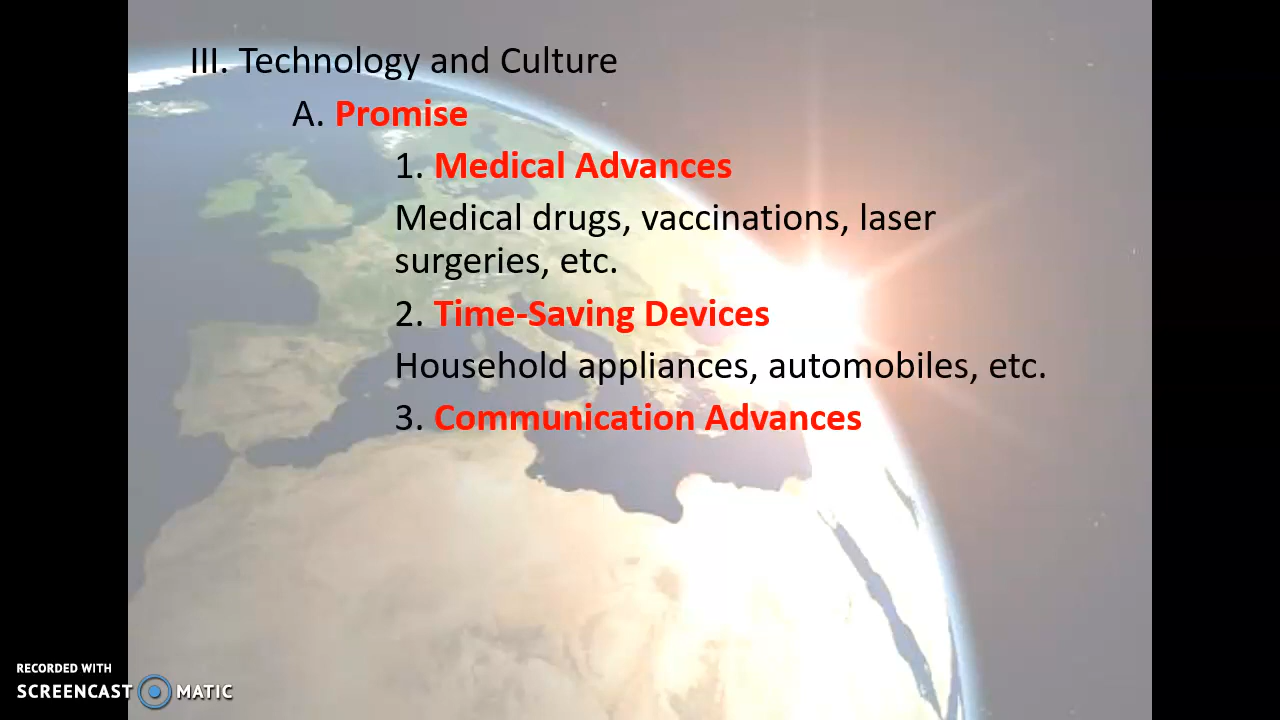 III. Technology and Culture
A. Promise
1. Medical Advances
Medical drugs, vaccinations, laser
surgeries, etc.
2. Time-Saving Devices
Household appliances, automobiles, etc.
3. Communication Advances
RECORDED WITH
SCREENCAST MATIC